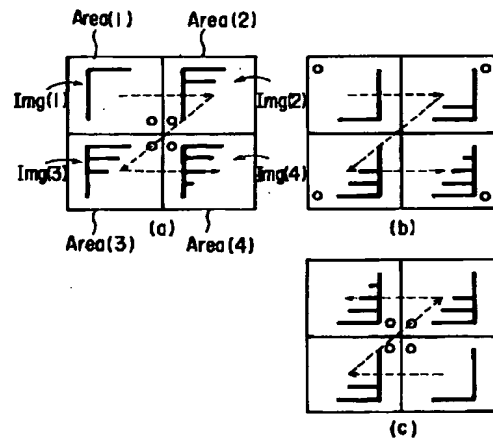 Area(1)
Area(2)
Img(1)
Img(2)
Img(3)
Img(4)
Area(3)
(a)
Area(4)
(b)
(c)